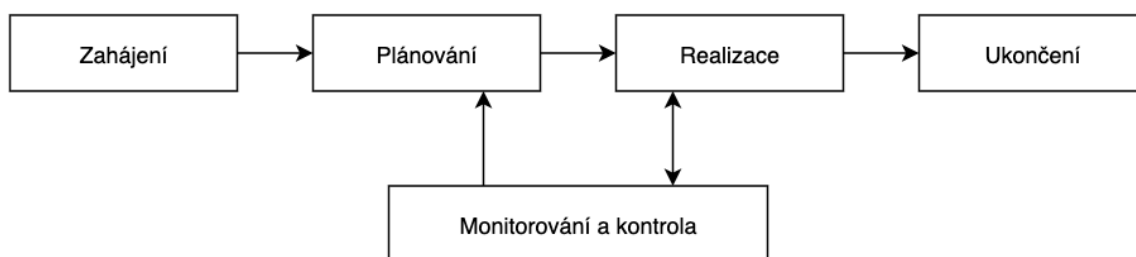 Zahájení
Plánování
Realizace
Ukončení
Monitorování a kontrola